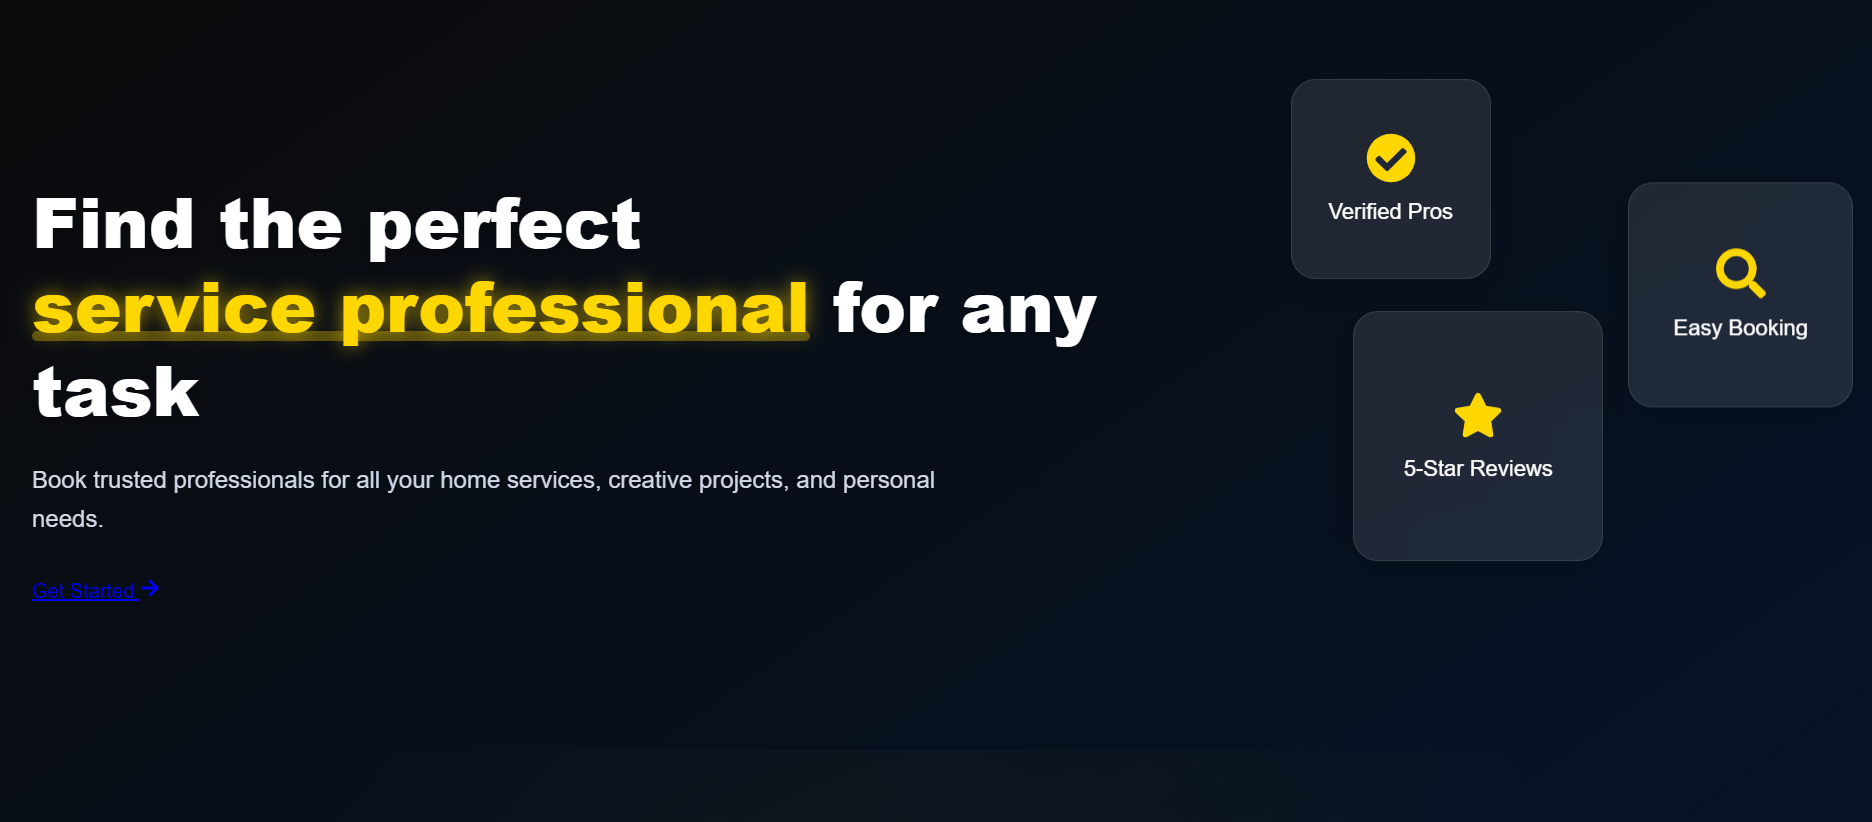 Find the perfect
service professional for any
task
Book trusted professionals for all your home services, creative projects, and personal
needs.
Get Started
Verified Pros
Easy Booking
5-Star Reviews